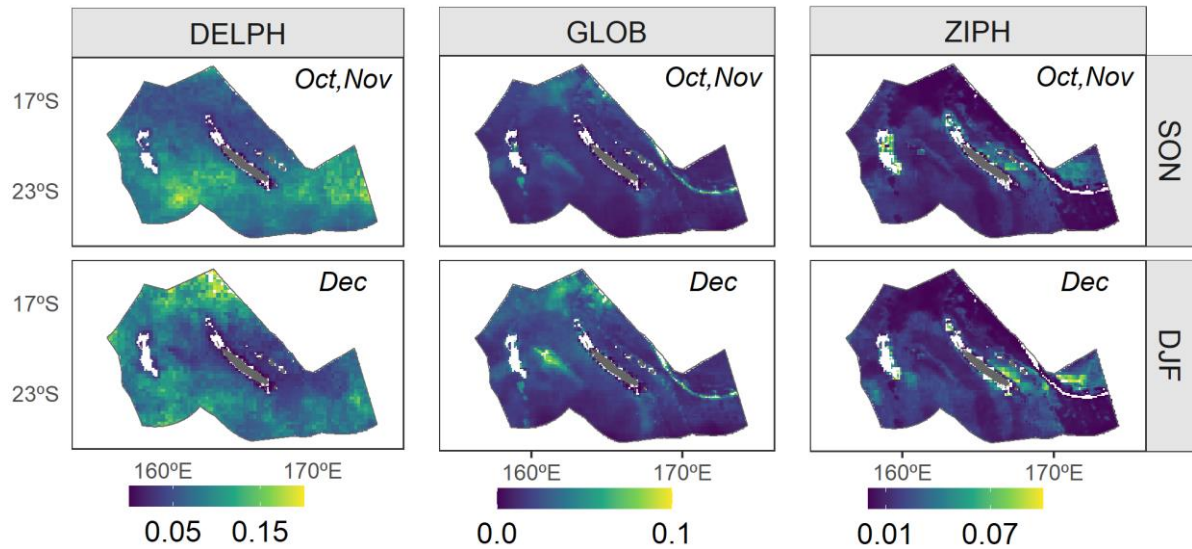 DELPH GLOB ZIPH
Oct,Nov Oct,Nov Oct,Nov
17ºS
23ºS
SON
Dec Dec Dec
17ºS
23ºS
DJF
160ºE 170ºE 160ºE 170ºE 160ºE 170ºE
0.05 0.15 0.0 0.1 0.01 0.07